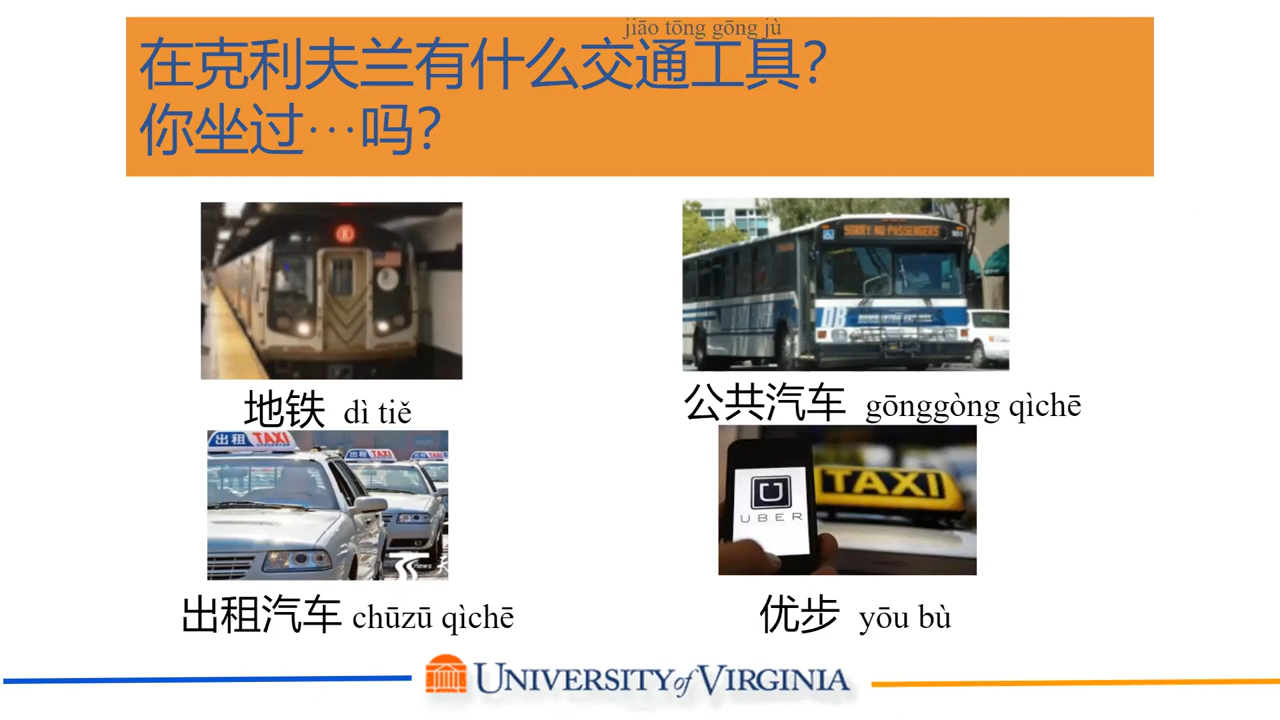 jiāo tōng gōng jù
在克利夫兰有什么交通工具?
你坐过…吗?
SORRY NO PASSENGERS
地铁 dì tiě
公共汽车 gōnggòng qìchē
出租 TAXI
TAXI
UBER
TAXI
news
出租汽车 chūzū qìchē
优步 yōu bù
UNIVERSITY of VIRGINIA